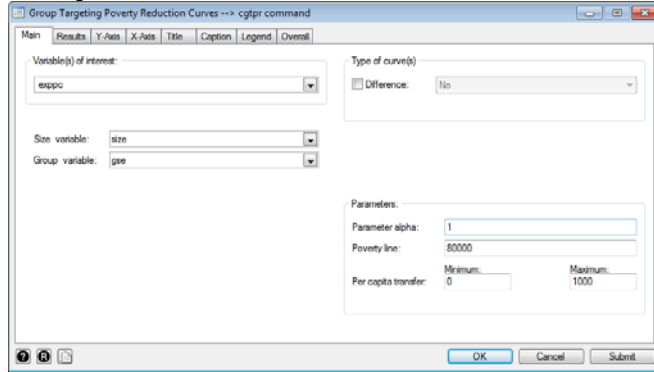 Group Targeting Poverty Reduction Curves--> cgtpr command
Main Results Y-Axis X-Axis Title Caption Legend Overall
Variable(s) of interest:
exppc
Type of curve(s)
Difference: No
Size variable: size
Group variable: gse
Parameters:
Parameter alpha: 1
Poverty line: 80000
Minimum: Maximum:
Per capita transfer: 0 1000
? R
OK Cancel Submit